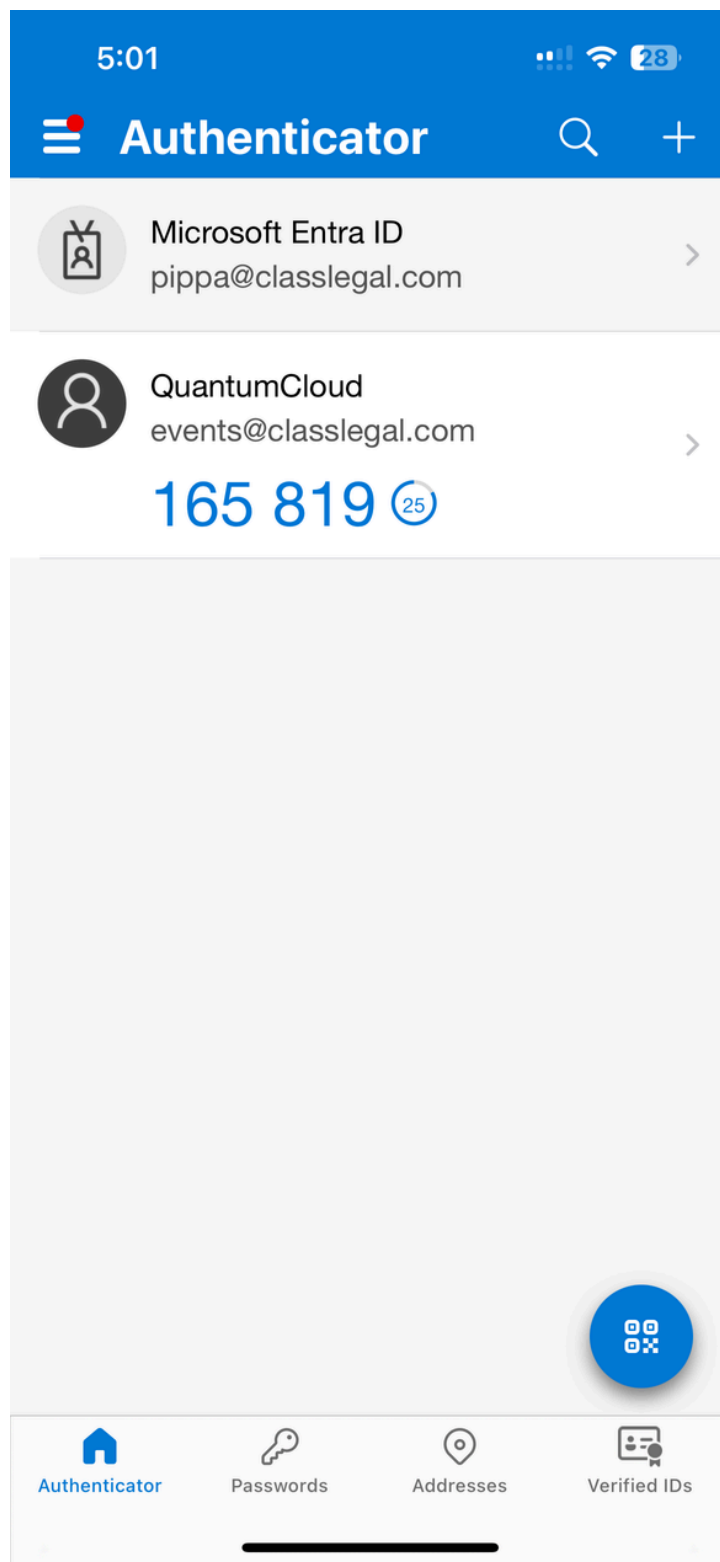 5:01
28
Authenticator
Microsoft Entra ID
pippa@classlegal.com
QuantumCloud
events@classlegal.com
165 819 25
Authenticator Passwords Addresses Verified IDs